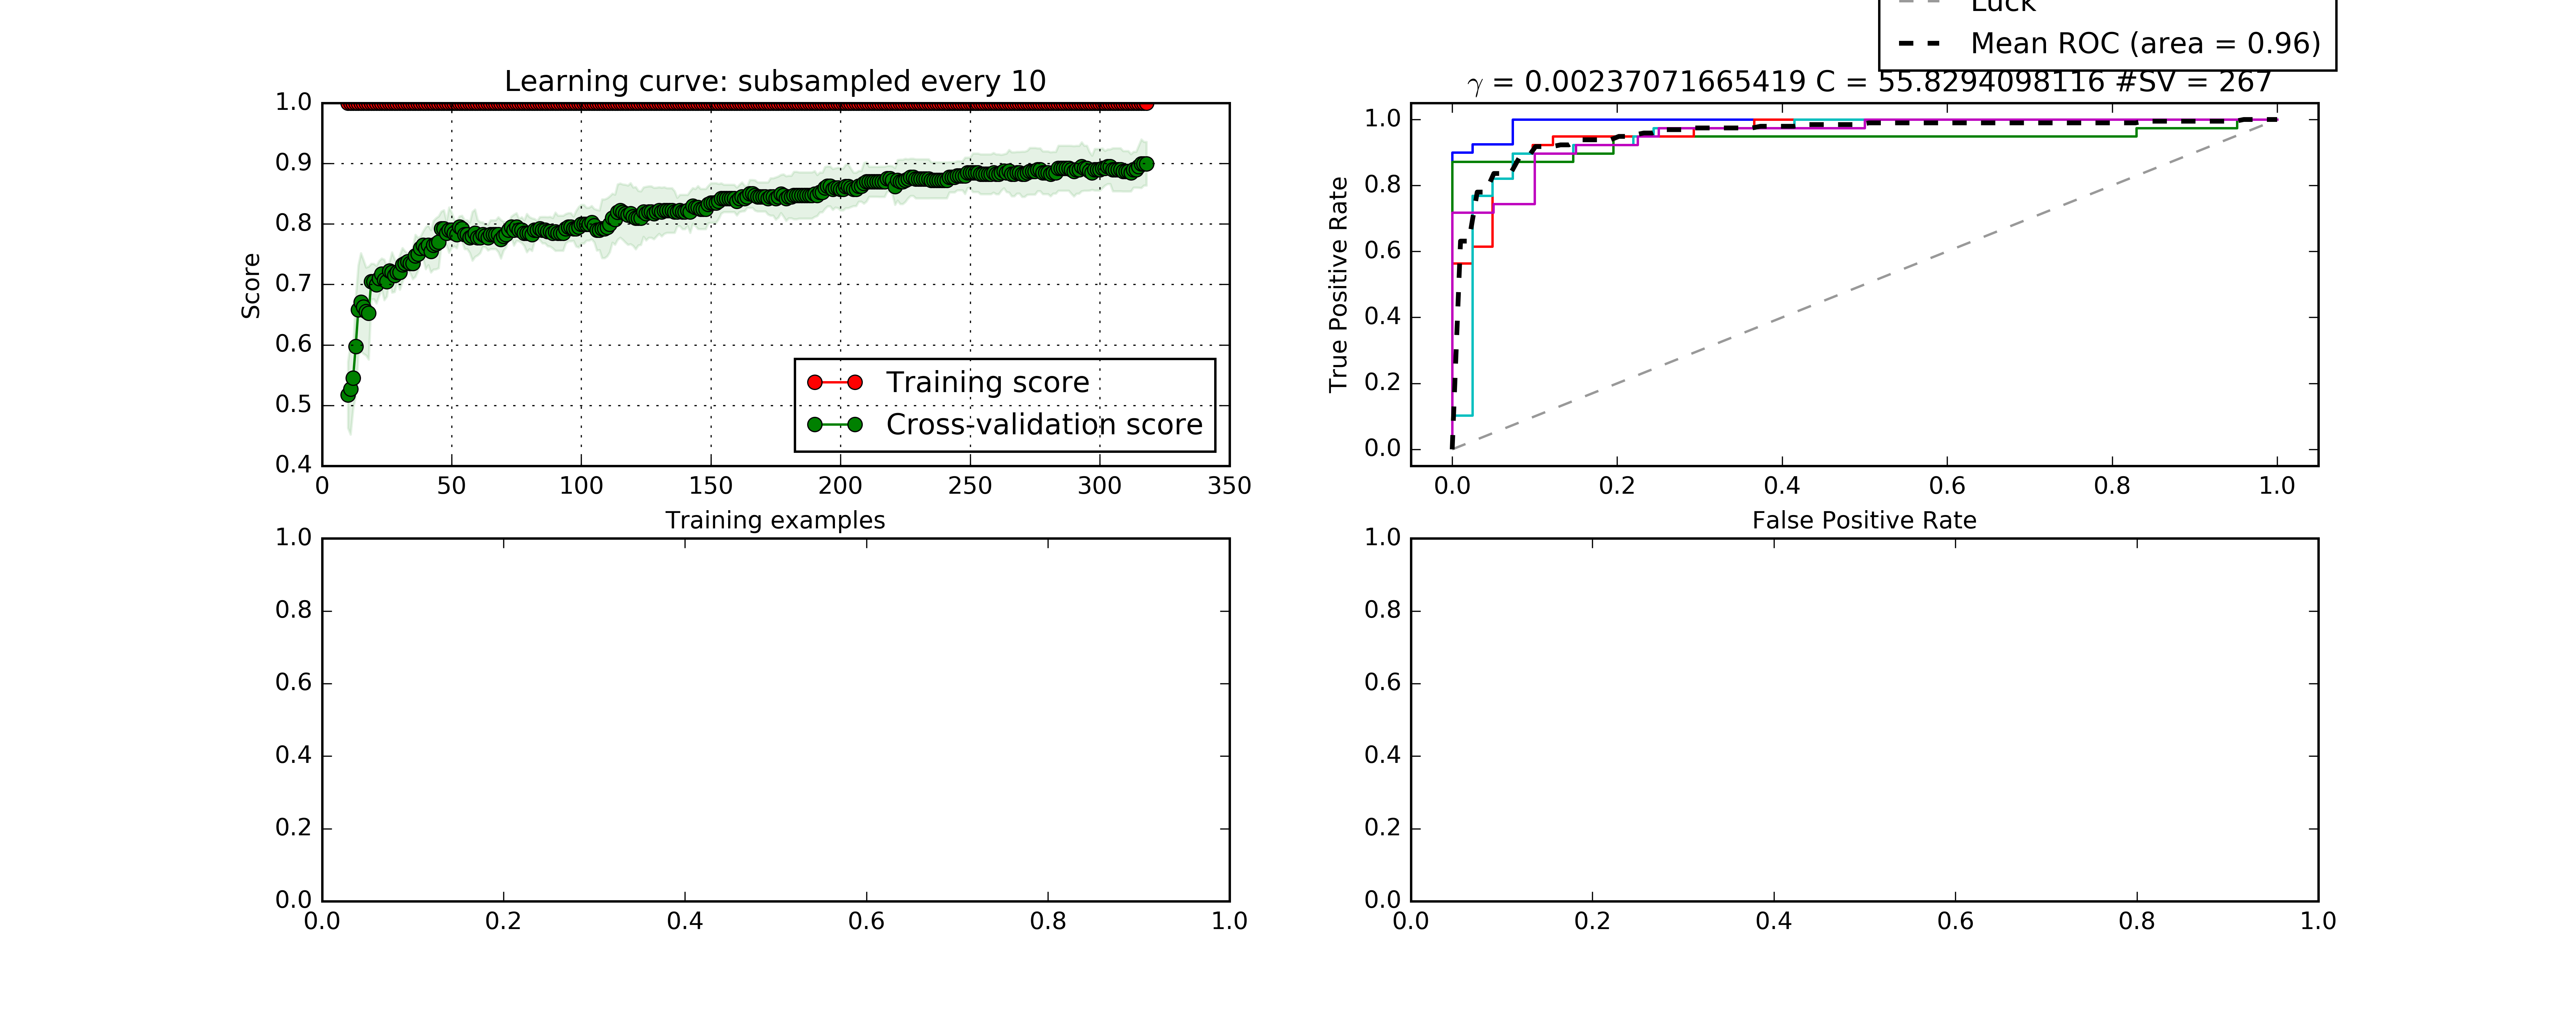 Luck
Mean ROC (area = 0.96)
Learning curve: subsampled every 10
1.0
0.9
0.8
0.7
0.6
0.5
0.4
Score
Training score
Cross-validation score
0 50 100 150 200 250 300 350
Training examples
γ = 0.00237071665419 C = 55.8294098116 #SV = 267
1.0
0.8
0.6
0.4
0.2
0.0
True Positive Rate
0.0 0.2 0.4 0.6 0.8 1.0
False Positive Rate
1.0
0.8
0.6
0.4
0.2
0.0
0.0 0.2 0.4 0.6 0.8 1.0
1.0
0.8
0.6
0.4
0.2
0.0
0.0 0.2 0.4 0.6 0.8 1.0